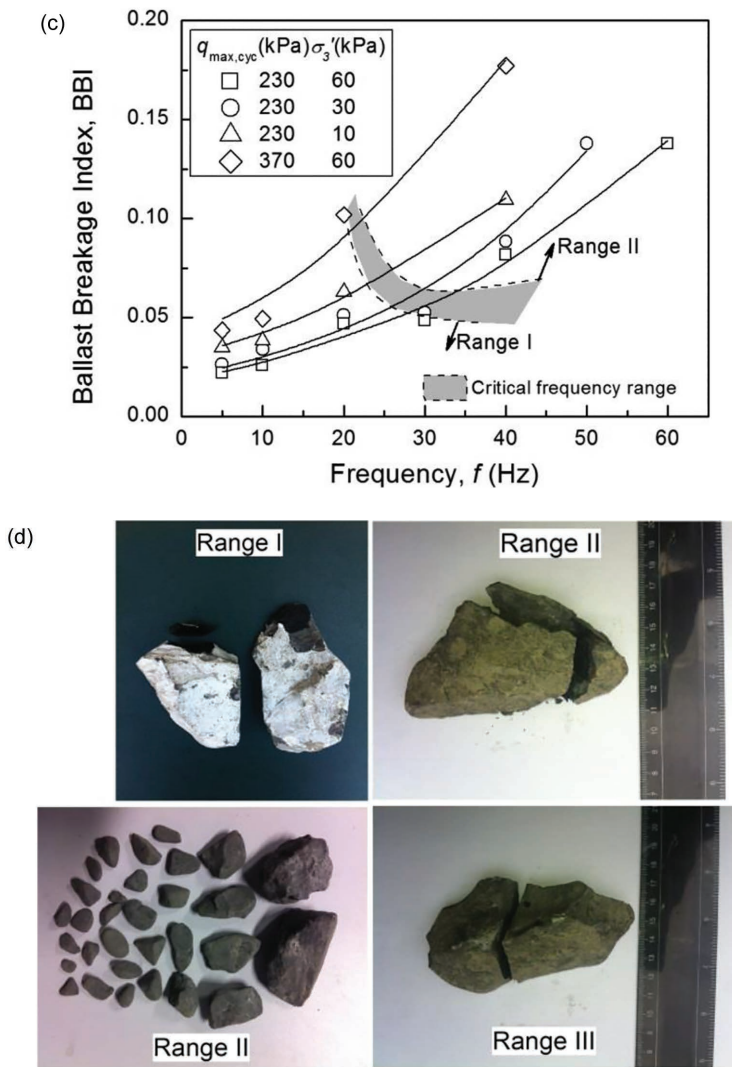 (c)
0.20
0.15
0.10
0.05
0.00
Ballast Breakage Index, BBI
q max,cyc (kPa) σ3′(kPa)
□ 230 60
○ 230 30
△ 230 10
◇ 370 60
Range II
Range I
Critical frequency range
0 10 20 30 40 50 60
Frequency, f (Hz)
(d)
Range I
Range II
Range II
Range III